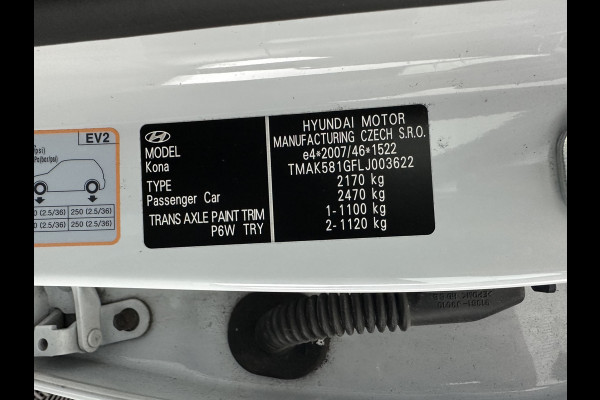 EV2
250 (2.5/36)
250 (2.5/36)
MODEL
Kona
TYPE
Passenger Car
TRANS AXLE PAINT TRIM
P6W TRY
HYUNDAI MOTOR
MANUFACTURING CZECH S.R.O.
e4*2007/46*1522
TMAK581GFLJ003622
2170 kg
2470 kg
1-1100 kg
2-1120 kg